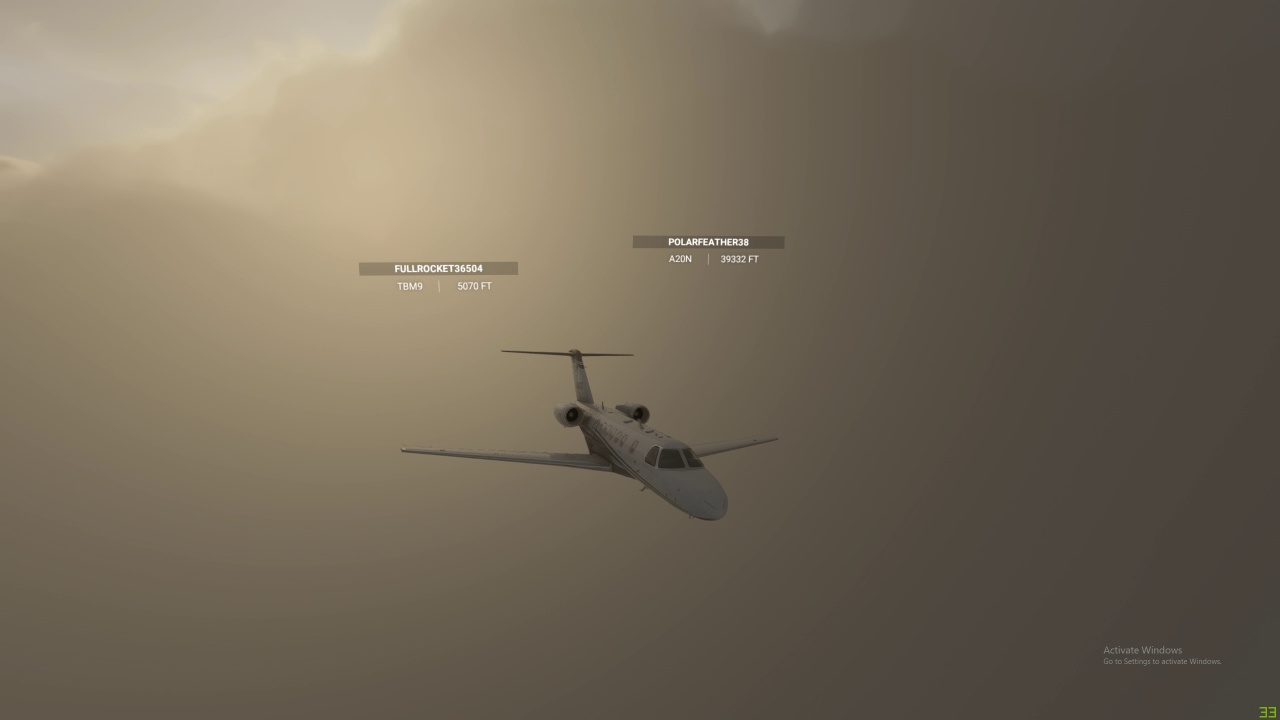 POLARFEATHER38
A20N | 39332 FT
FULLROCKET36504
TBM9 | 5070 FT
Activate Windows
Go to Settings to activate Windows.
33